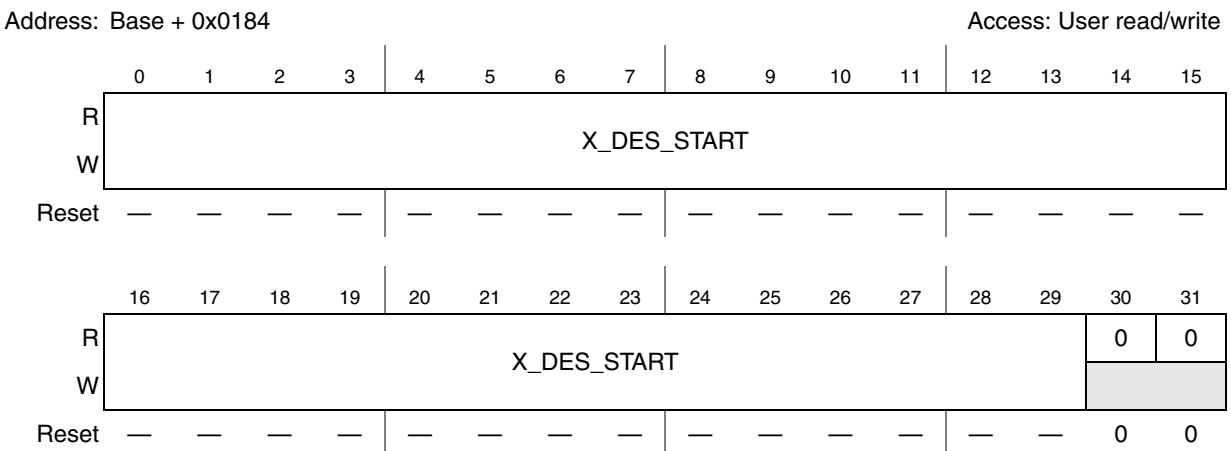 Address: Base + 0x0184 Access: User read/write
0 1 2 3 4 5 6 7 8 9 10 11 12 13 14 15
R
X_DES_START
W
Reset — — — — — — — — — — — — — — — —
16 17 18 19 20 21 22 23 24 25 26 27 28 29 30 31
R 0 0
X_DES_START
W
Reset — — — — — — — — — — — — — — 0 0